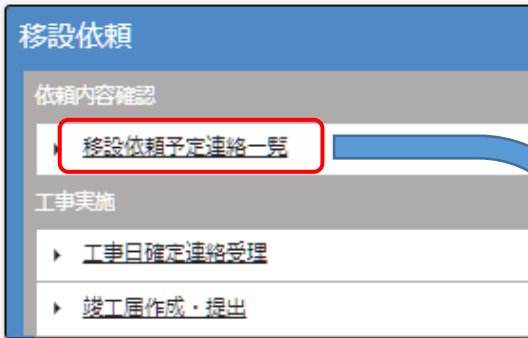 移設依頼
依頼内容確認
移設依頼予定連絡一覧
工事実施
工事日確定連絡受理
竣工届作成・提出